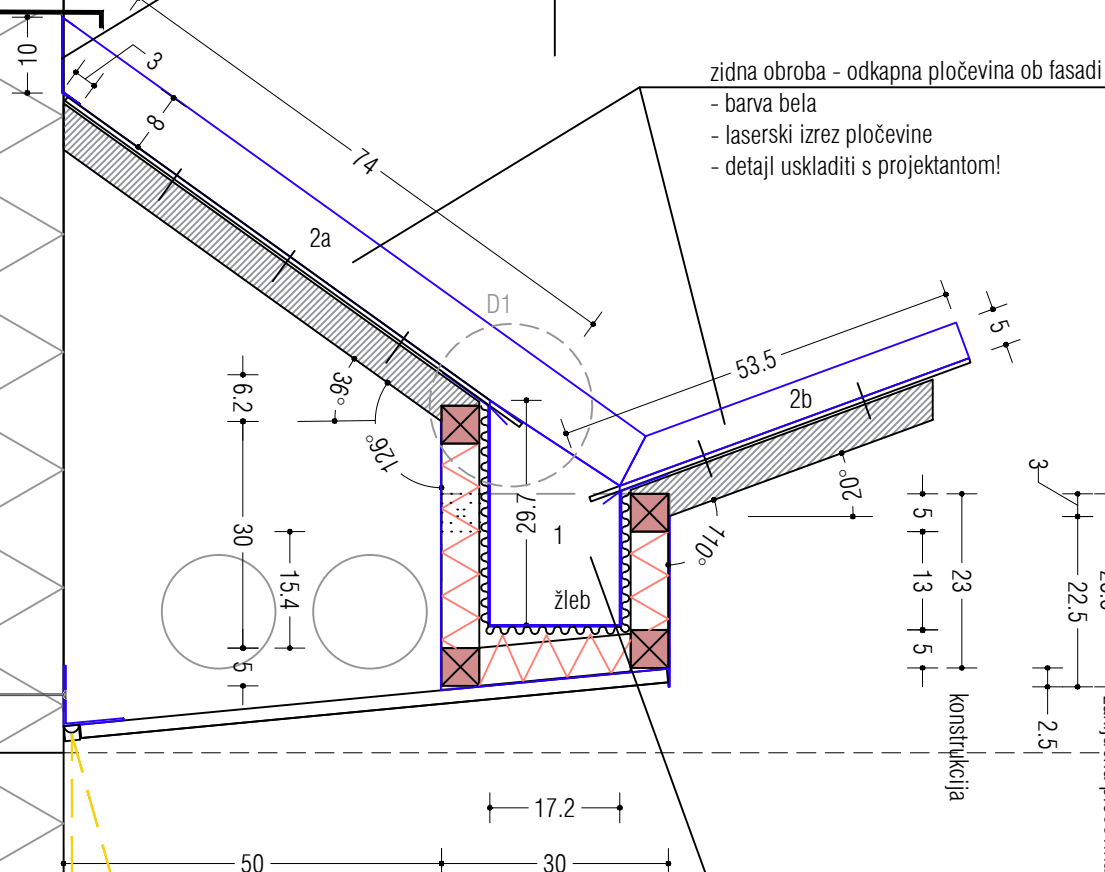 10
3
8
74
zidna obroba - odkapna pločevina ob fasadi
- barva bela
- laserski izrez pločevine
- detajl uskladiti s projektantom!
2a
D1
53.5
5
2b
6.2
36°
126°
29.7
20°
110°
1
žleb
30
15.4
5
3
5
13
23
5
22.5
2.5
konstrukcija
17.2
50
30